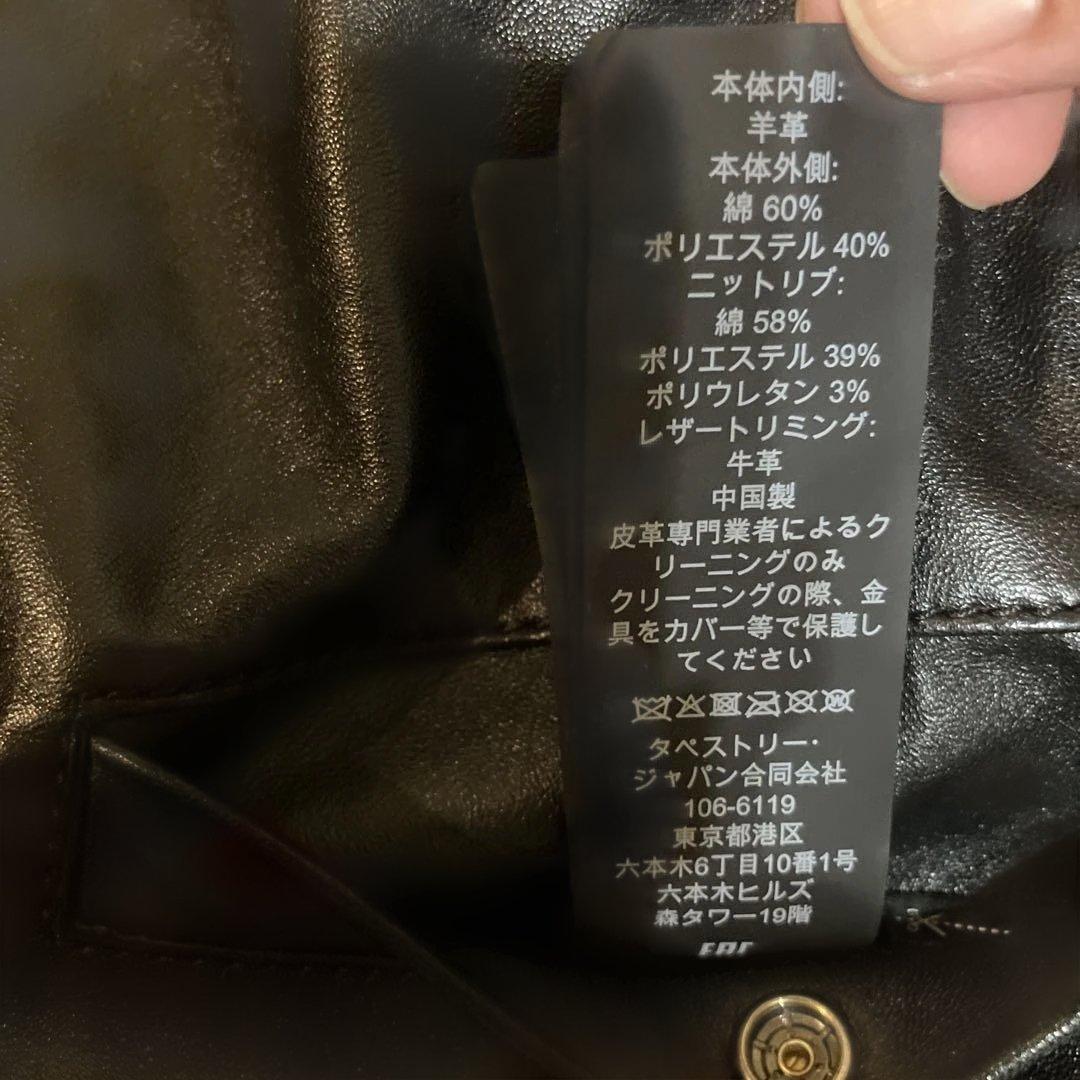 本体内側:
羊革
本体外側:
綿 60%
ポリエステル 40%
ニットリブ:
綿 58%
ポリエステル 39%
ポリウレタン 3%
レザートリミング:
牛革
中国製
皮革専門業者によるク
リーニングのみ
クリーニングの際、金
具をカバー等で保護し
てください
タペストリー・
ジャパン合同会社
106-6119
東京都港区
六本木6丁目10番1号
六本木ヒルズ
森タワー19階